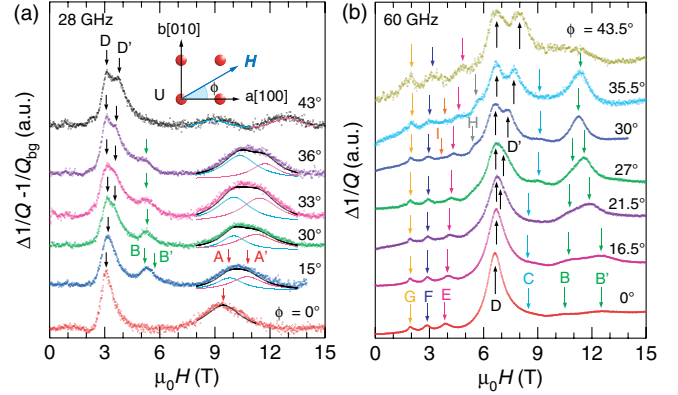 (a)
28 GHz
D
D'
b[010]
H
U
ϕ
a[100]
43°
36°
33°
30°
B
B'
A
A'
15°
ϕ = 0°
Δ1/Q -1/Qbg (a.u.)
0 3 6 9 12 15
μ0H (T)
(b)
60 GHz
ϕ = 43.5°
35.5°
H
I
30°
D'
27°
21.5°
16.5°
G
F
E
D
C
B
B'
0°
Δ1/Q (a.u.)
0 3 6 9 12 15
μ0H (T)